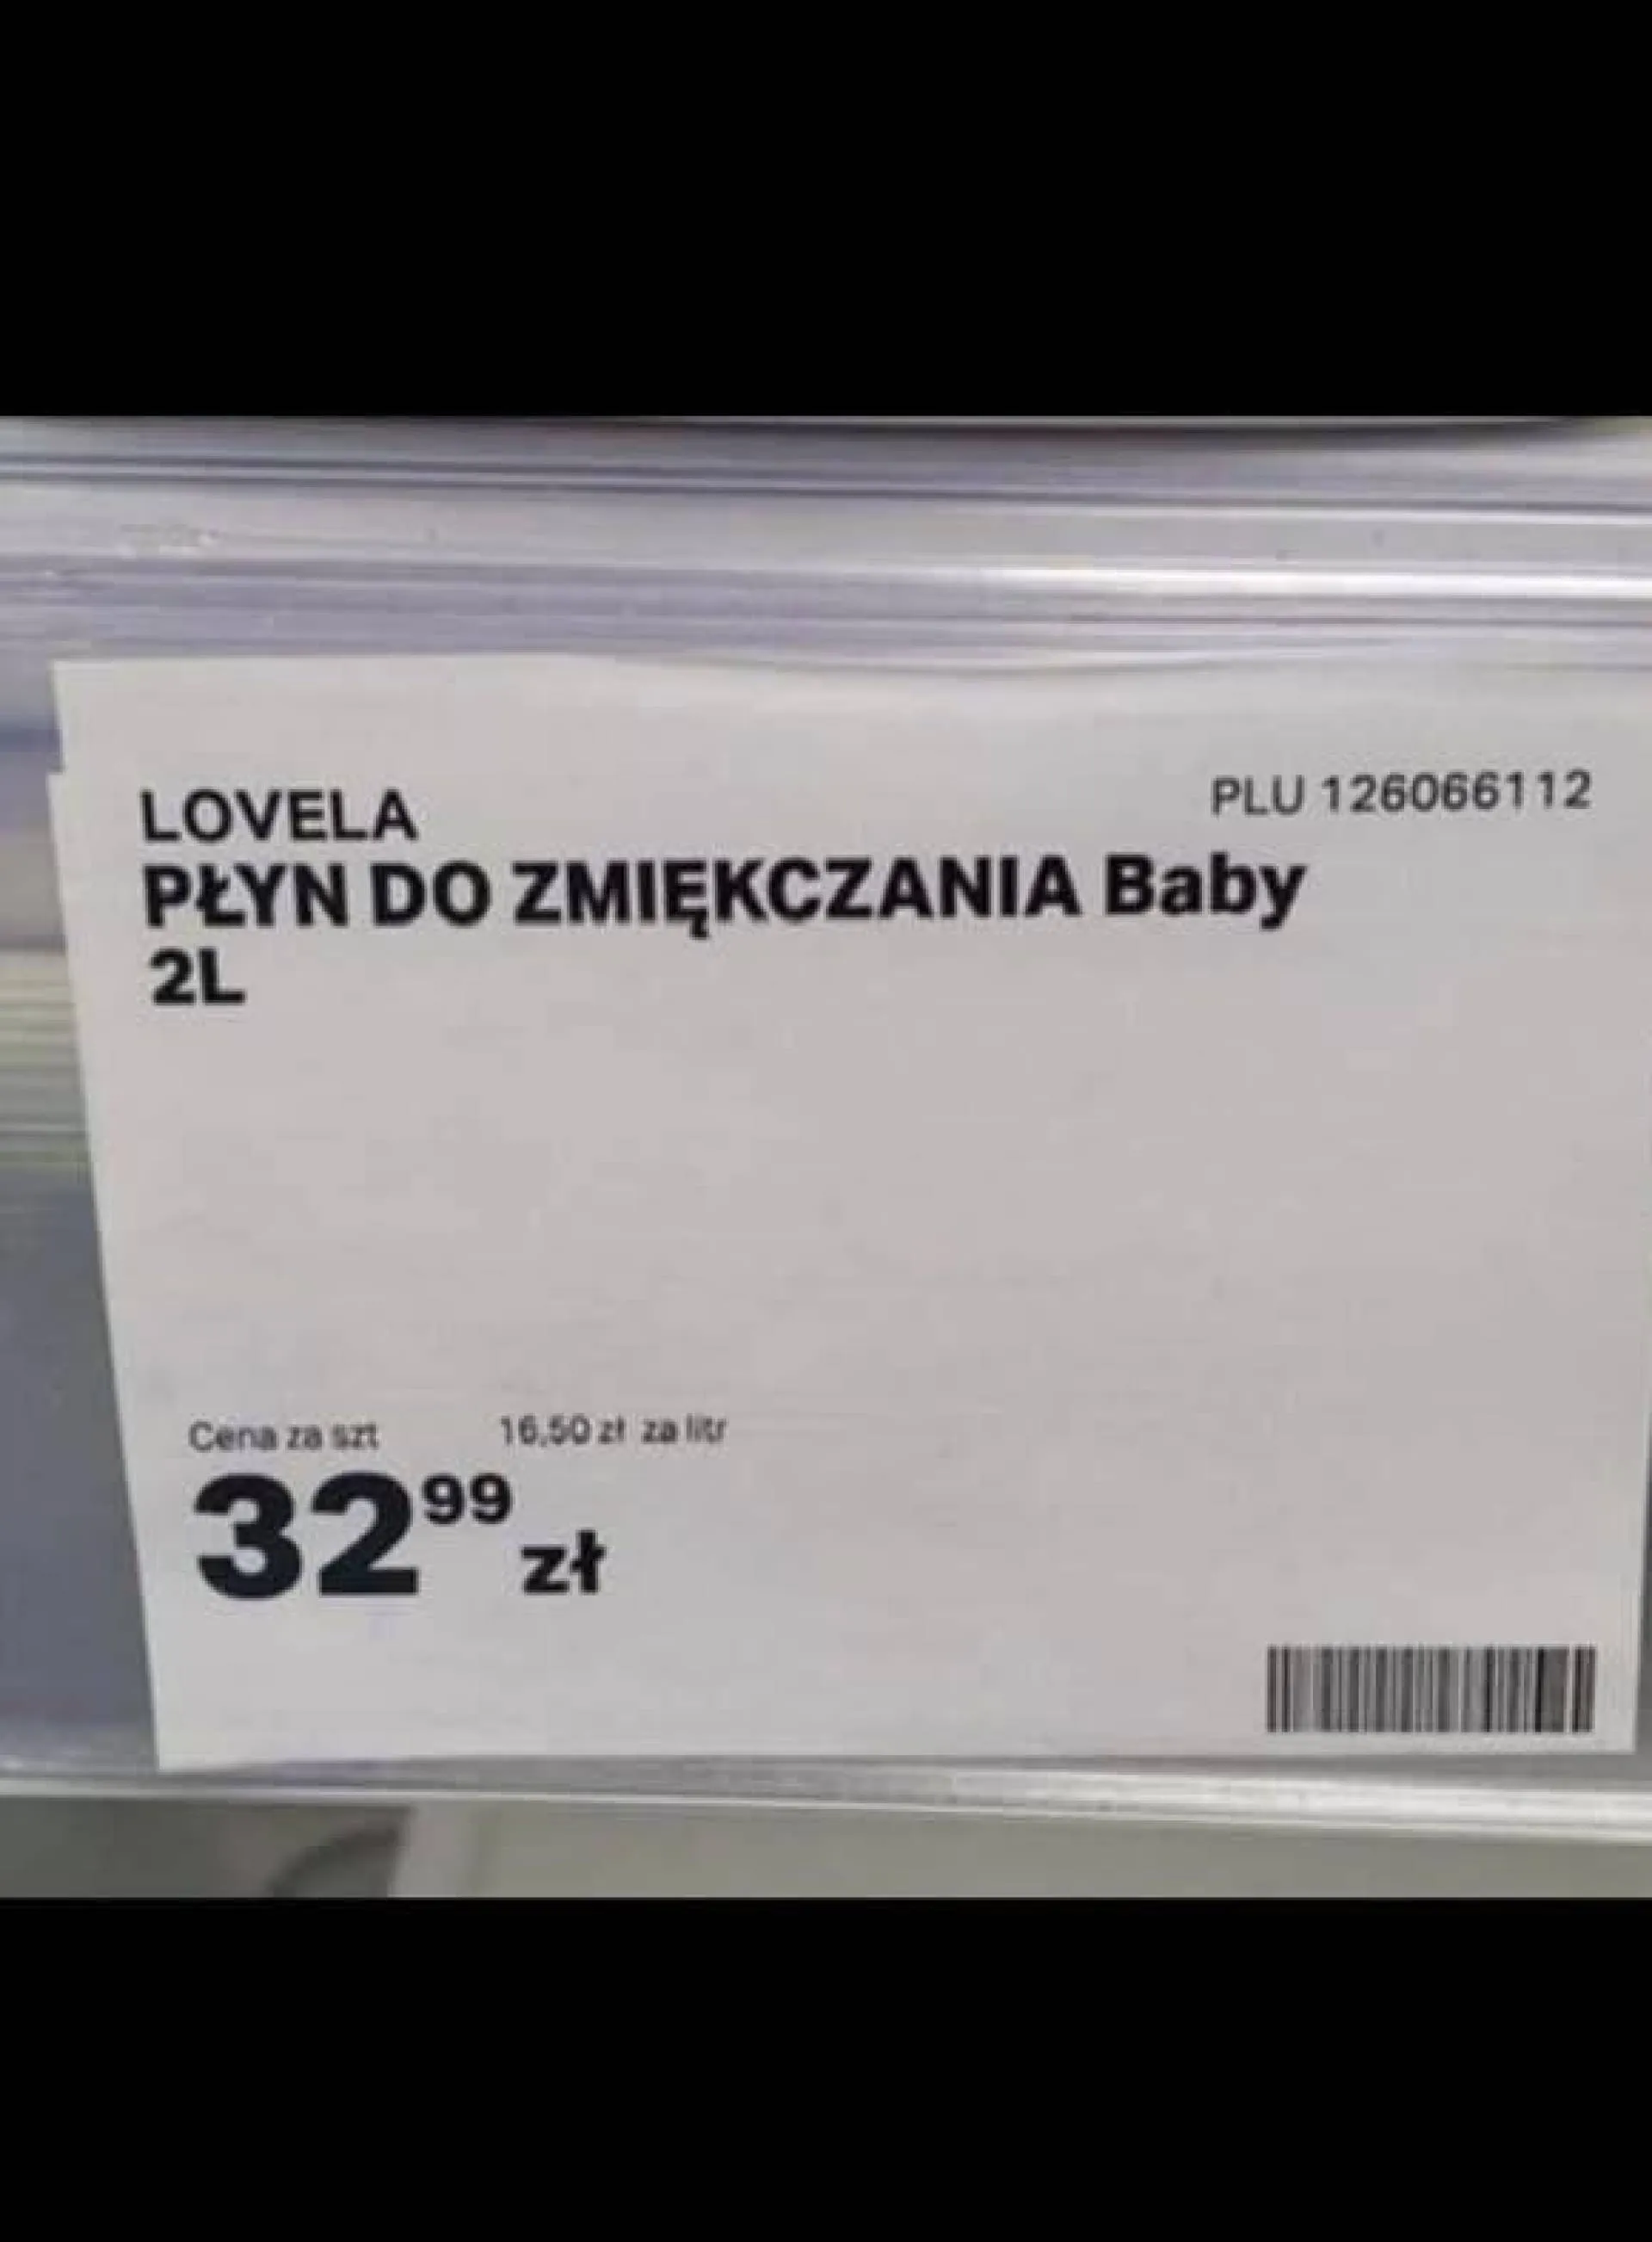 LOVELA
PLU 126066112
PŁYN DO ZMIĘKCZANIA Baby
2L
Cena za szt 16,50 zł za litr
32 99 zł